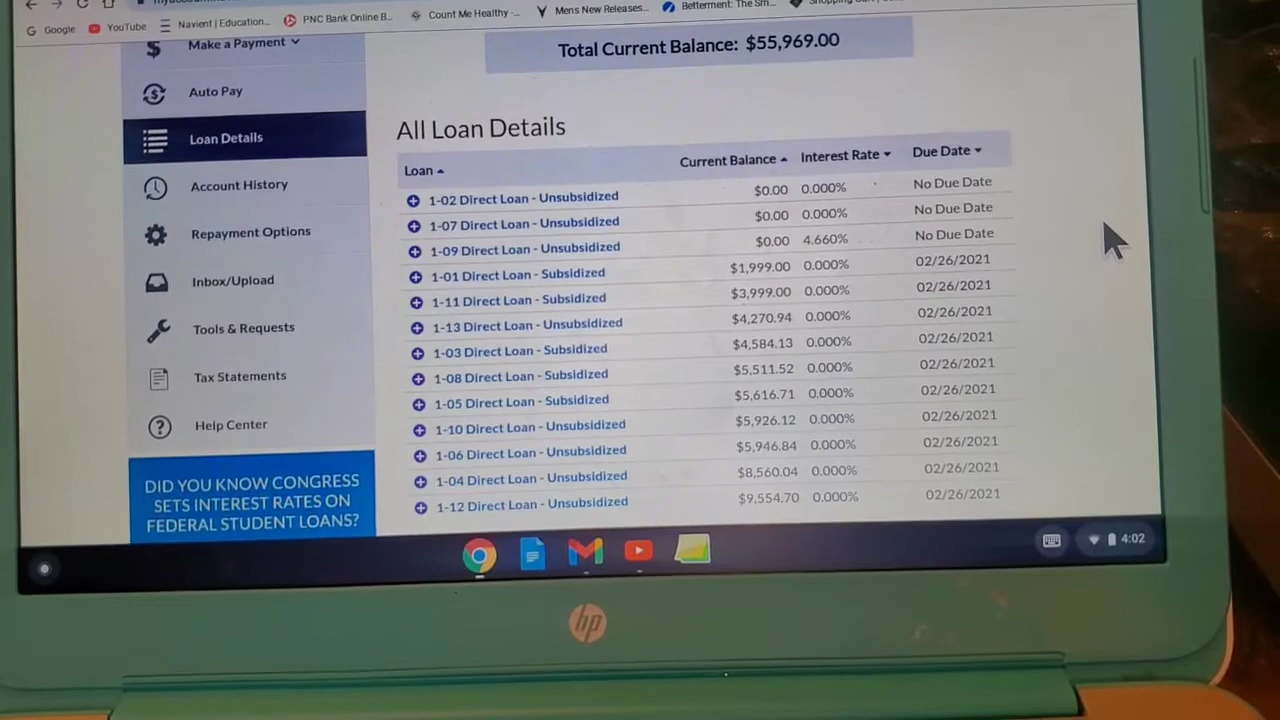 Google
YouTube
Navient | Education...
PNC Bank Online B...
Count Me Healthy -...
Mens New Releases...
Betterment: The Sm...
Make a Payment
Auto Pay
Loan Details
Account History
Repayment Options
Inbox/Upload
Tools & Requests
Tax Statements
Help Center
DID YOU KNOW CONGRESS
SETS INTEREST RATES ON
FEDERAL STUDENT LOANS?
Total Current Balance: $55,969.00
All Loan Details
Loan Current Balance Interest Rate Due Date
1-02 Direct Loan - Unsubsidized $0.00 0.000% No Due Date
1-07 Direct Loan - Unsubsidized $0.00 0.000% No Due Date
1-09 Direct Loan - Unsubsidized $0.00 4.660% No Due Date
1-01 Direct Loan - Subsidized $1,999.00 0.000% 02/26/2021
1-11 Direct Loan - Subsidized $3,999.00 0.000% 02/26/2021
1-13 Direct Loan - Unsubsidized $4,270.94 0.000% 02/26/2021
1-03 Direct Loan - Subsidized $4,584.13 0.000% 02/26/2021
1-08 Direct Loan - Subsidized $5,511.52 0.000% 02/26/2021
1-05 Direct Loan - Subsidized $5,616.71 0.000% 02/26/2021
1-10 Direct Loan - Unsubsidized $5,926.12 0.000% 02/26/2021
1-06 Direct Loan - Unsubsidized $5,946.84 0.000% 02/26/2021
1-04 Direct Loan - Unsubsidized $8,560.04 0.000% 02/26/2021
1-12 Direct Loan - Unsubsidized $9,554.70 0.000% 02/26/2021
4:02
hp